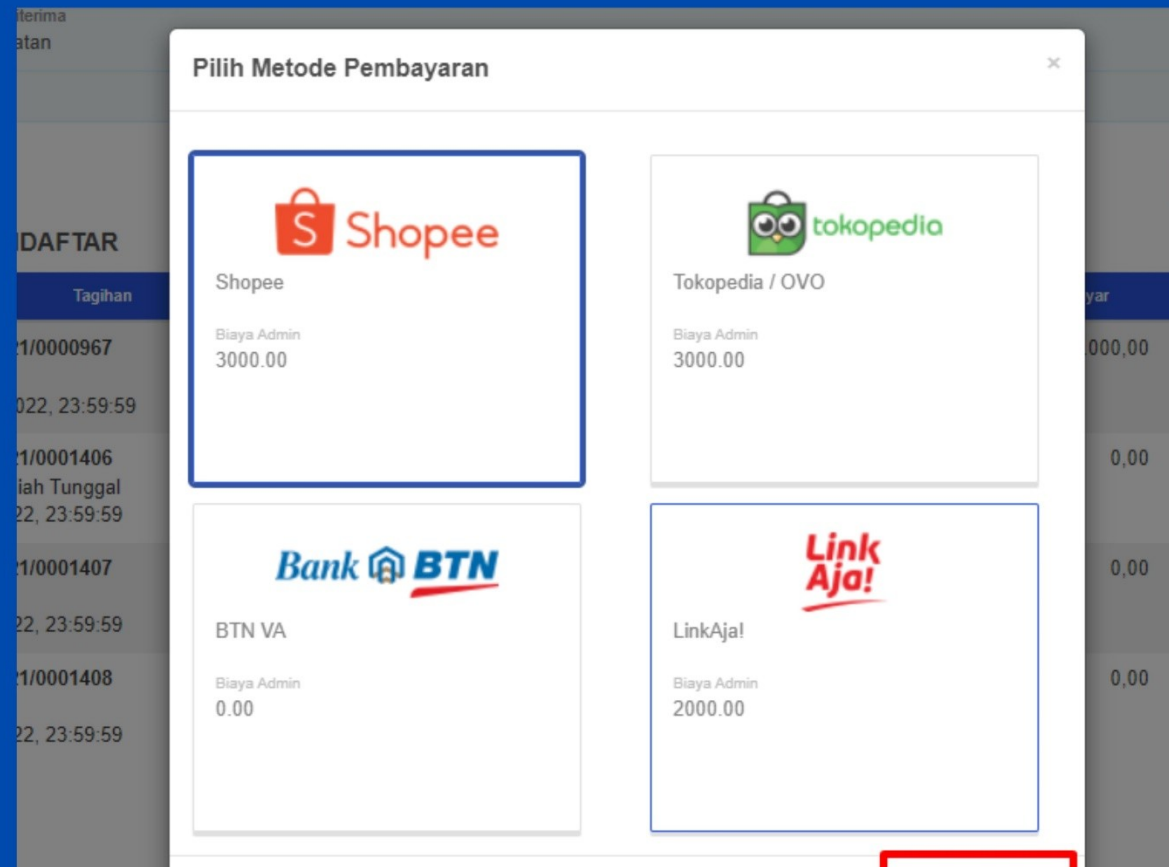 iterima
atan
Pilih Metode Pembayaran
×
S Shopee
Shopee
Biaya Admin
3000.00
tokopedia
Tokopedia / OVO
Biaya Admin
3000.00
Bank BTN
BTN VA
Biaya Admin
0.00
Link
Aja!
LinkAja!
Biaya Admin
2000.00
IDAFTAR
Tagihan
yar
21/0000967
000,00
022, 23:59:59
21/0001406
0,00
iah Tunggal
22, 23:59:59
21/0001407
0,00
22, 23:59:59
21/0001408
0,00
22, 23:59:59